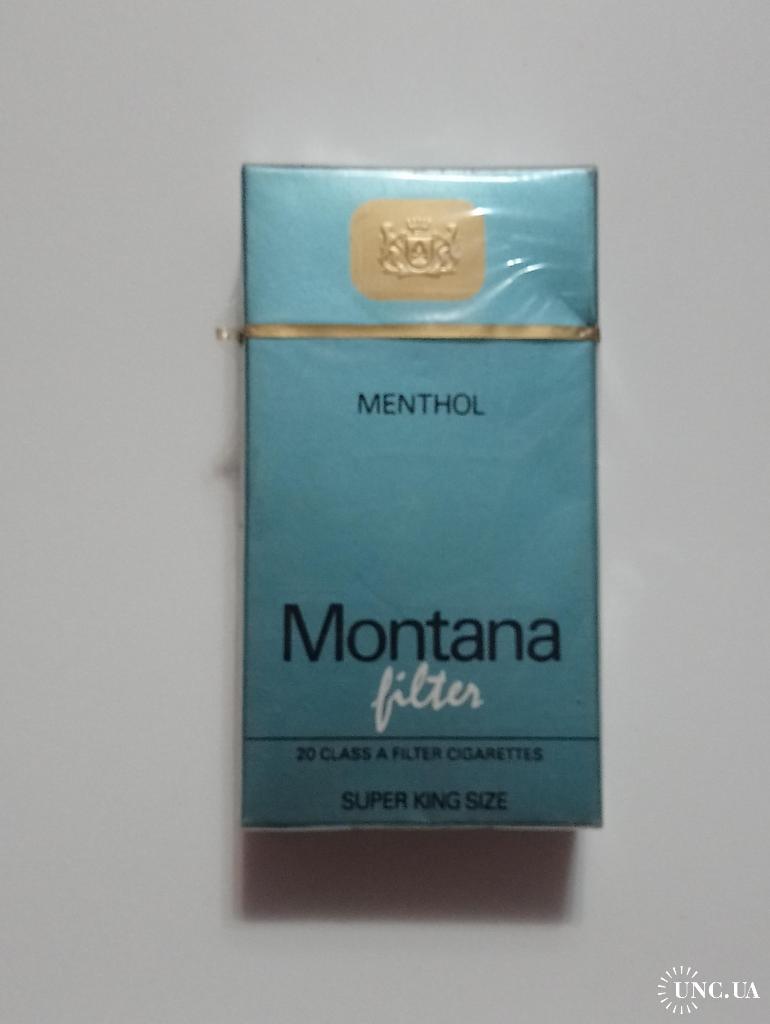 MENTHOL
Montana
filter
20 CLASS A FILTER CIGARETTES
SUPER KING SIZE
UNC.UA